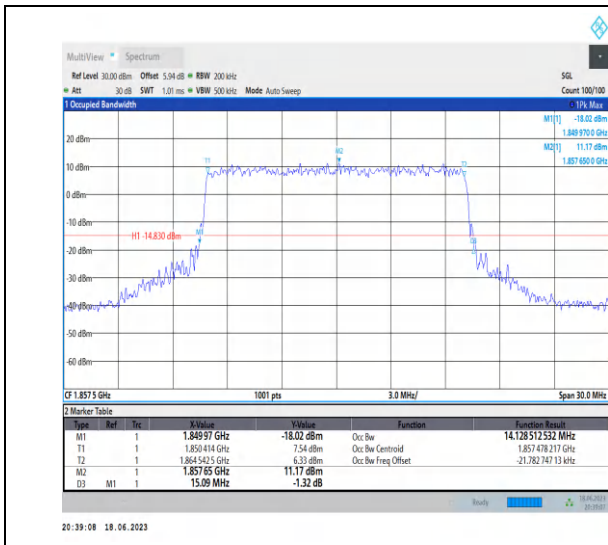 MultiView Spectrum
Ref Level 30.00 dBm Offset 5.94 dB RBW 200 kHz SGL
Att 30 dB SWT 1.01 ms VBW 500 kHz Mode Auto Sweep Count 100/100
1 Occupied Bandwidth 1Pk Max
M1[1] -18.02 dBm
1.849 970 0 GHz
M2[1] 11.17 dBm
1.857 650 0 GHz
20 dBm
10 dBm
0 dBm
-10 dBm
-20 dBm
-30 dBm
-40 dBm
-50 dBm
-60 dBm
T1
M2
T2
H1 -14.830 dBm
M1
D3
CF 1.857 5 GHz 1001 pts 3.0 MHz/ Span 30.0 MHz
2 Marker Table
Type Ref Trc X-Value Y-Value Function Function Result
M1 1 1.849 97 GHz -18.02 dBm Occ Bw 14.128 512 532 MHz
T1 1 1.850 414 GHz 7.54 dBm Occ Bw Centroid 1.857 478 217 GHz
T2 1 1.864 542 5 GHz 6.33 dBm Occ Bw Freq Offset -21.782 747 13 kHz
M2 1 1.857 65 GHz 11.17 dBm
D3 M1 1 15.09 MHz -1.32 dB
Ready 18.06.2023
20:39:07
20:39:08 18.06.2023